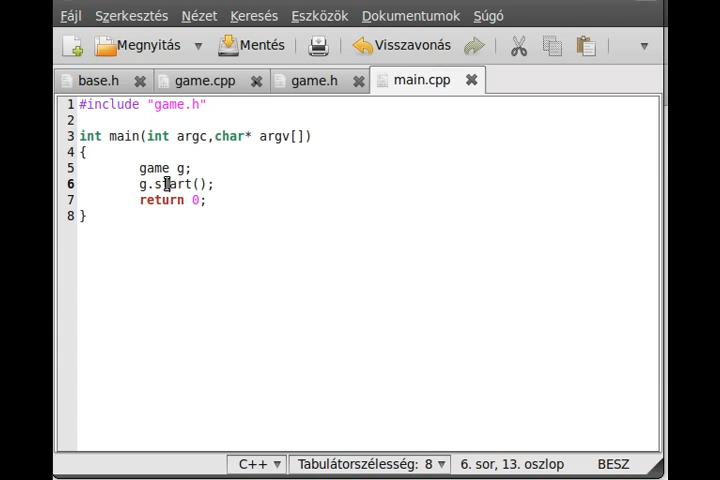 Fájl Szerkesztés Nézet Keresés Eszközök Dokumentumok Súgó
Megnyitás Mentés Visszavonás
base.h game.cpp game.h main.cpp
1 #include "game.h"
2
3 int main(int argc,char* argv[])
4 {
5 game g;
6 g.start();
7 return 0;
8 }
C++ Tabulátorszélesség: 8 6. sor, 13. oszlop BESZ